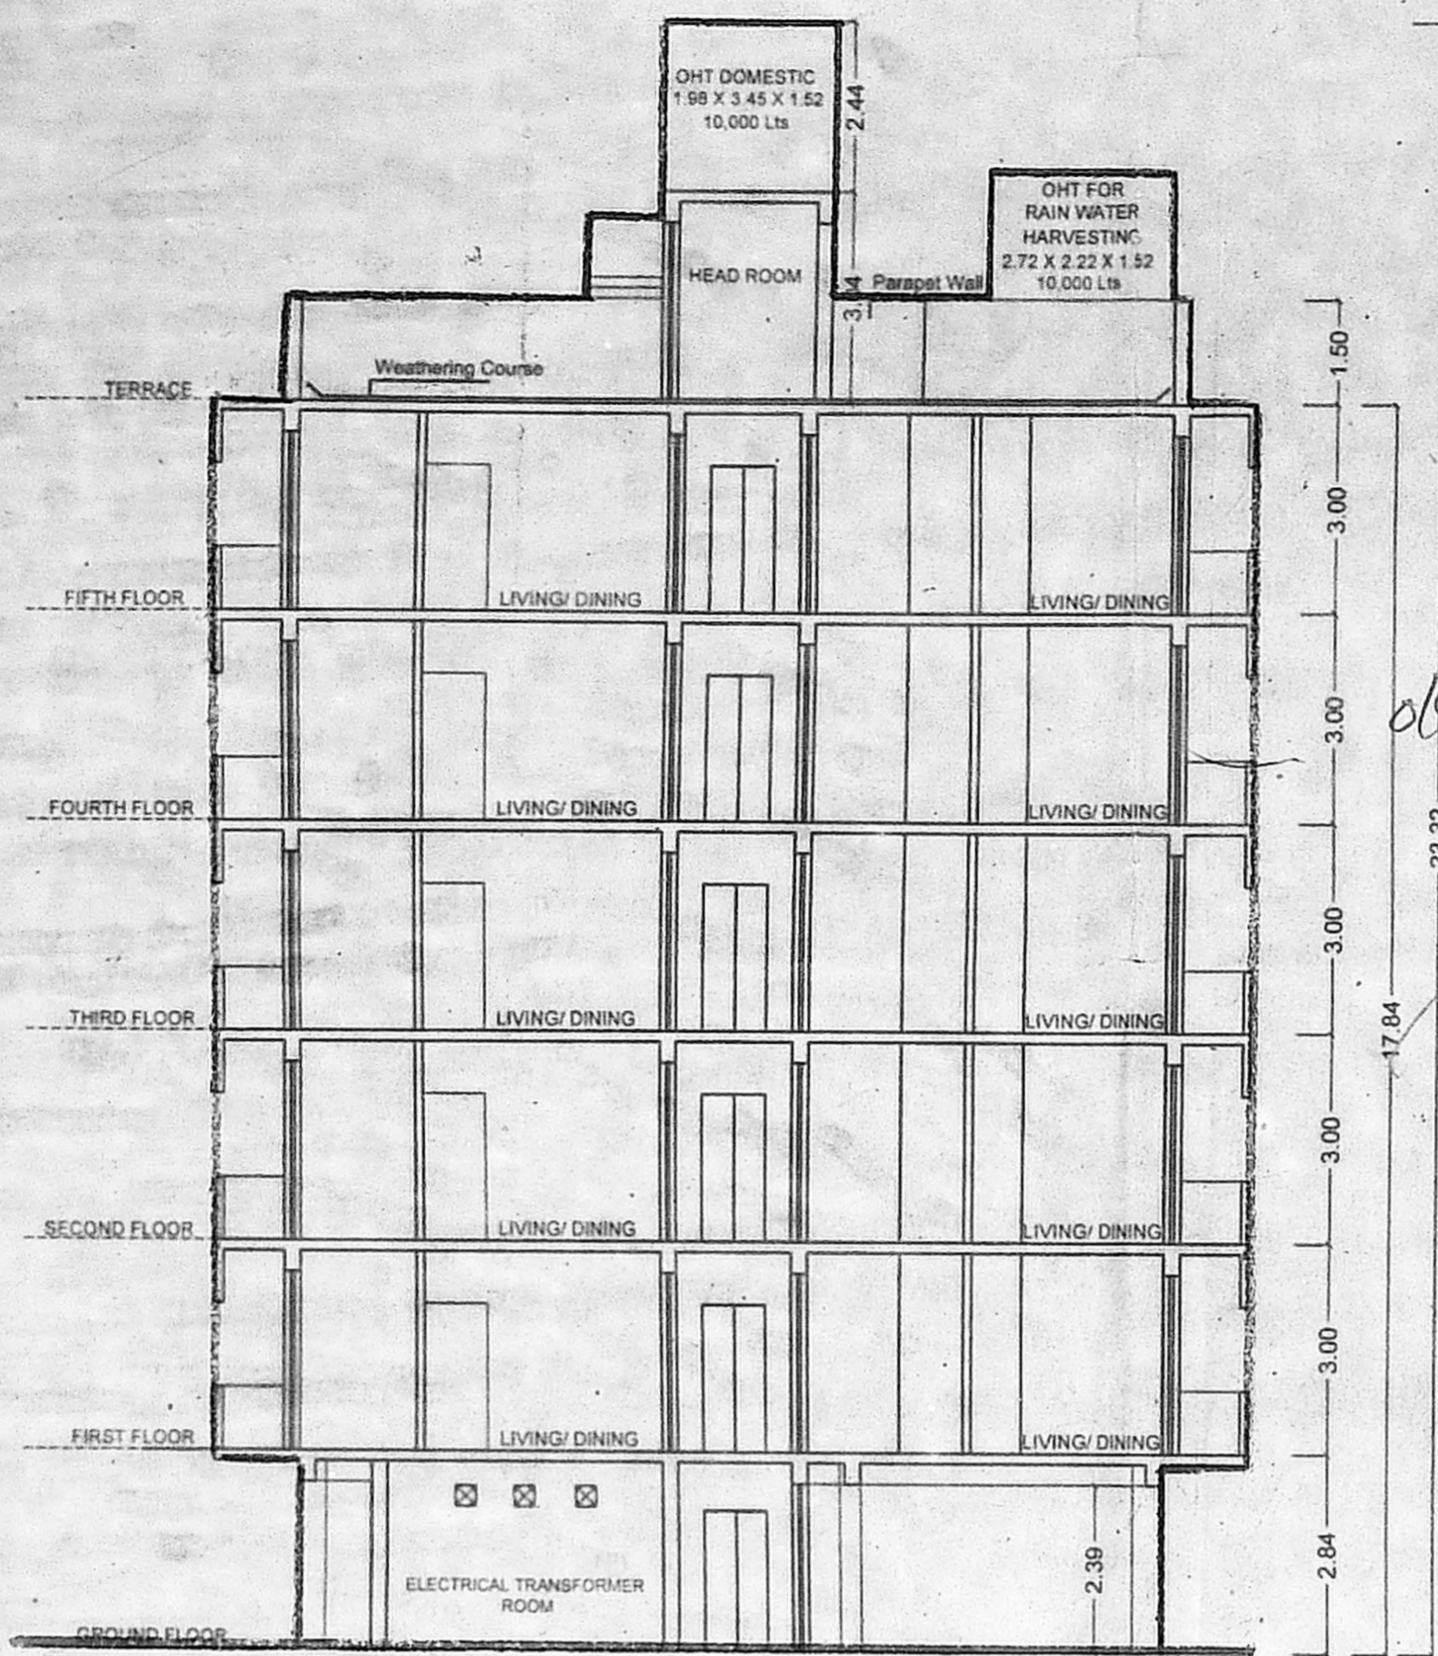 OHT DOMESTIC
1.98 X 3.45 X 1.52
10,000 Lts
2.44
OHT FOR
RAIN WATER
HARVESTING
2.72 X 2.22 X 1.52
10,000 Lts
HEAD ROOM
Parapet Wall
1.50
Weathering Course
TERRACE
3.00
FIFTH FLOOR
LIVING/ DINING
LIVING/ DINING
3.00
FOURTH FLOOR
LIVING/ DINING
LIVING/ DINING
3.00
THIRD FLOOR
LIVING/ DINING
LIVING/ DINING
17.84
3.00
SECOND FLOOR
LIVING/ DINING
LIVING/ DINING
3.00
FIRST FLOOR
LIVING/ DINING
LIVING/ DINING
ELECTRICAL TRANSFORMER
ROOM
2.39
2.84
GROUND FLOOR